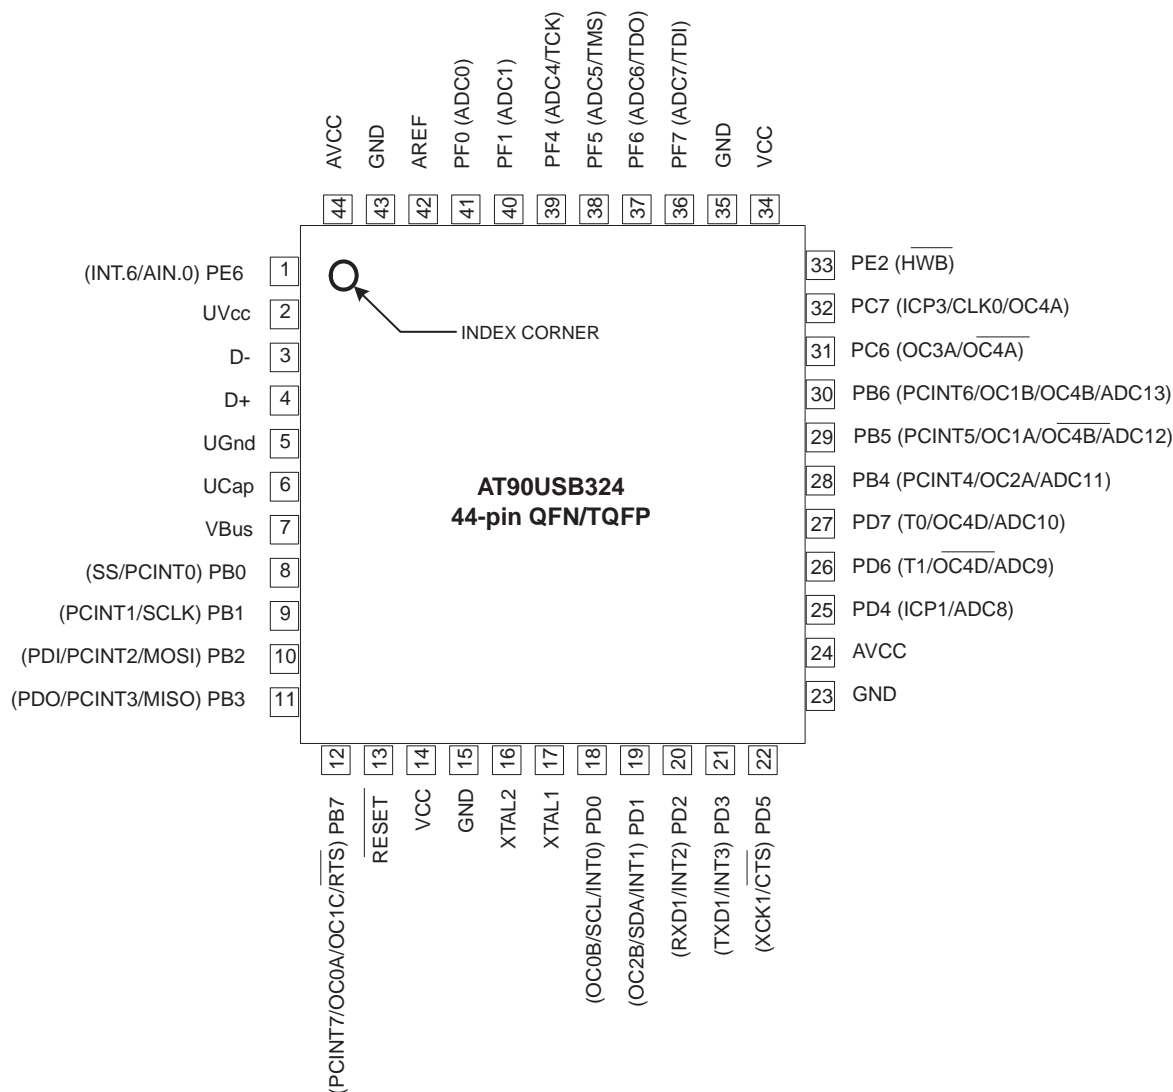 AVCC
GND
AREF
PF0 (ADC0)
PF1 (ADC1)
PF4 (ADC4/TCK)
PF5 (ADC5/TMS)
PF6 (ADC6/TDO)
PF7 (ADC7/TDI)
GND
VCC
44
43
42
41
40
39
38
37
36
35
34
(INT.6/AIN.0) PE6 1
UVcc 2
D- 3
D+ 4
UGnd 5
UCap 6
VBus 7
(SS/PCINT0) PB0 8
(PCINT1/SCLK) PB1 9
(PDI/PCINT2/MOSI) PB2 10
(PDO/PCINT3/MISO) PB3 11
INDEX CORNER
AT90USB324
44-pin QFN/TQFP
33 PE2 (HWB)
32 PC7 (ICP3/CLK0/OC4A)
31 PC6 (OC3A/OC4A)
30 PB6 (PCINT6/OC1B/OC4B/ADC13)
29 PB5 (PCINT5/OC1A/OC4B/ADC12)
28 PB4 (PCINT4/OC2A/ADC11)
27 PD7 (T0/OC4D/ADC10)
26 PD6 (T1/OC4D/ADC9)
25 PD4 (ICP1/ADC8)
24 AVCC
23 GND
12
13
14
15
16
17
18
19
20
21
22
(PCINT7/OC0A/OC1C/RTS) PB7
RESET
VCC
GND
XTAL2
XTAL1
(OC0B/SCL/INT0) PD0
(OC2B/SDA/INT1) PD1
(RXD1/INT2) PD2
(TXD1/INT3) PD3
(XCK1/CTS) PD5